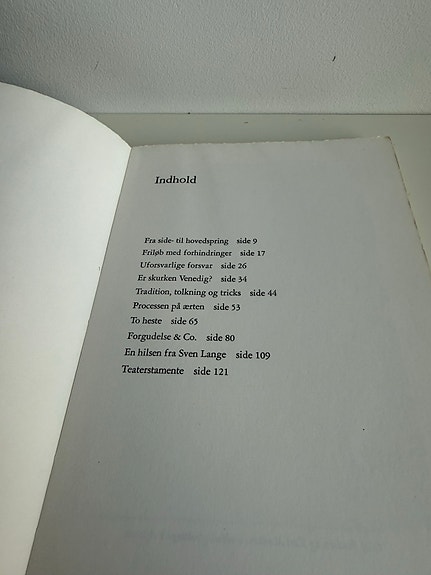 Indhold
Fra side- til hovedspring side 9
Friløb med forhindringer side 17
Uforsvarlige forsvar side 26
Er skurken Venedig? side 34
Tradition, tolkning og tricks side 44
Processen på ærten side 53
To heste side 65
Forgudelse & Co. side 80
En hilsen fra Sven Lange side 109
Teaterstamente side 121